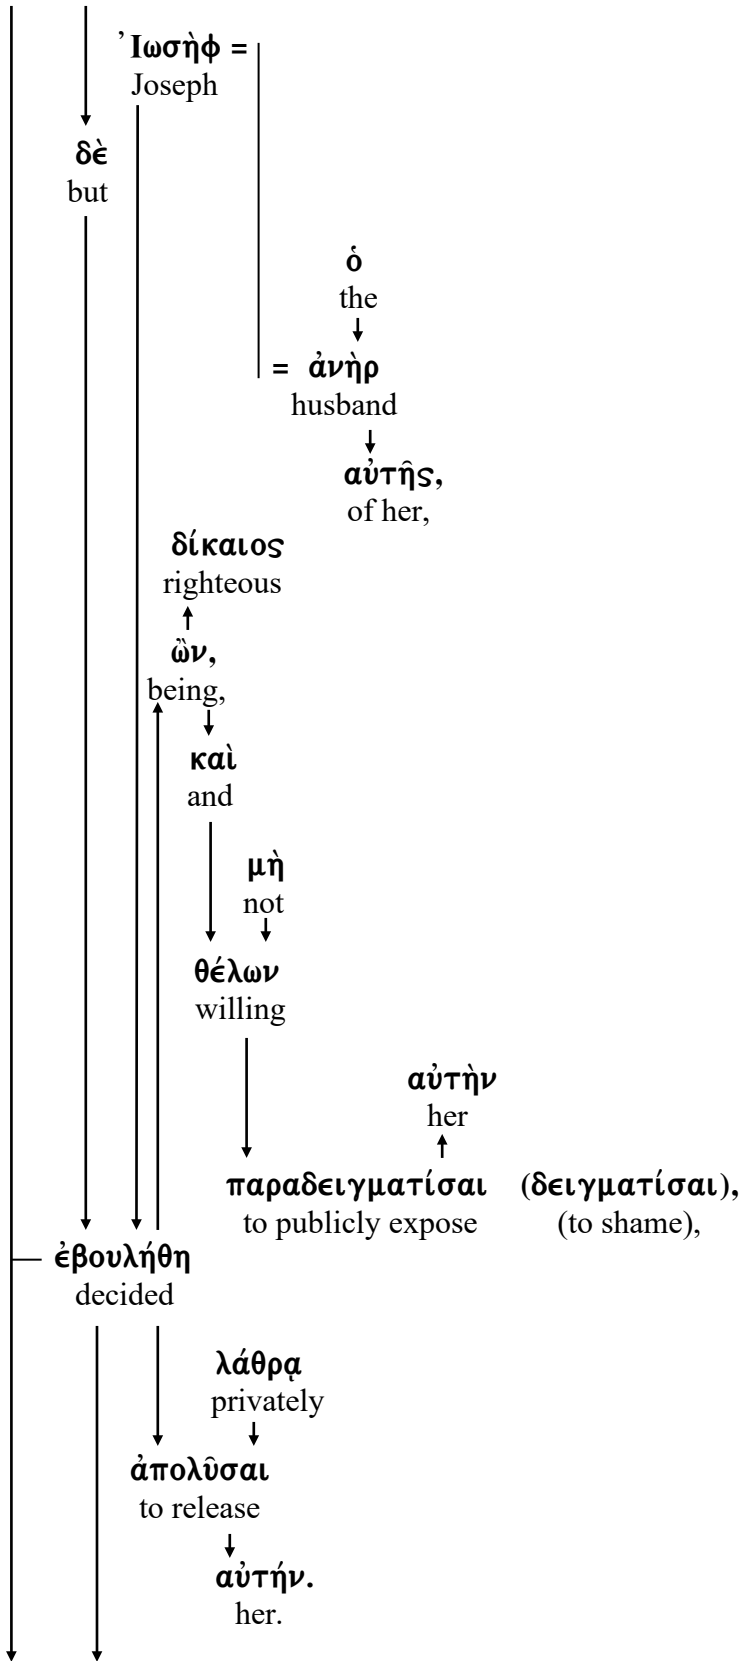 Ἰωσὴφ =
Joseph
δὲ
but
ὁ
the
= ἀνὴρ
husband
αὐτῆς,
of her,
δίκαιος
righteous
ὢν,
being,
καὶ
and
μὴ
not
θέλων
willing
αὐτὴν
her
παραδειγματίσαι (δειγματίσαι),
to publicly expose (to shame),
ἐβουλήθη
decided
λάθρᾳ
privately
ἀπολῦσαι
to release
αὐτήν.
her.